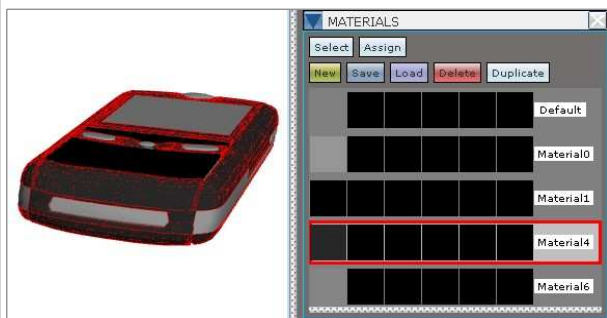 MATERIALS
Select Assign
New Save Load Delete Duplicate
Default
Material0
Material1
Material4
Material6